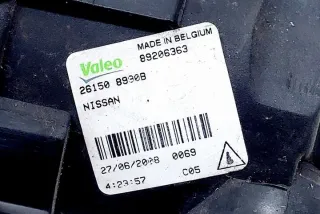 Valeo
MADE IN BELGIUM
89206363
26150 8990B
NISSAN
27/06/2008 0069
4:23:57 C05